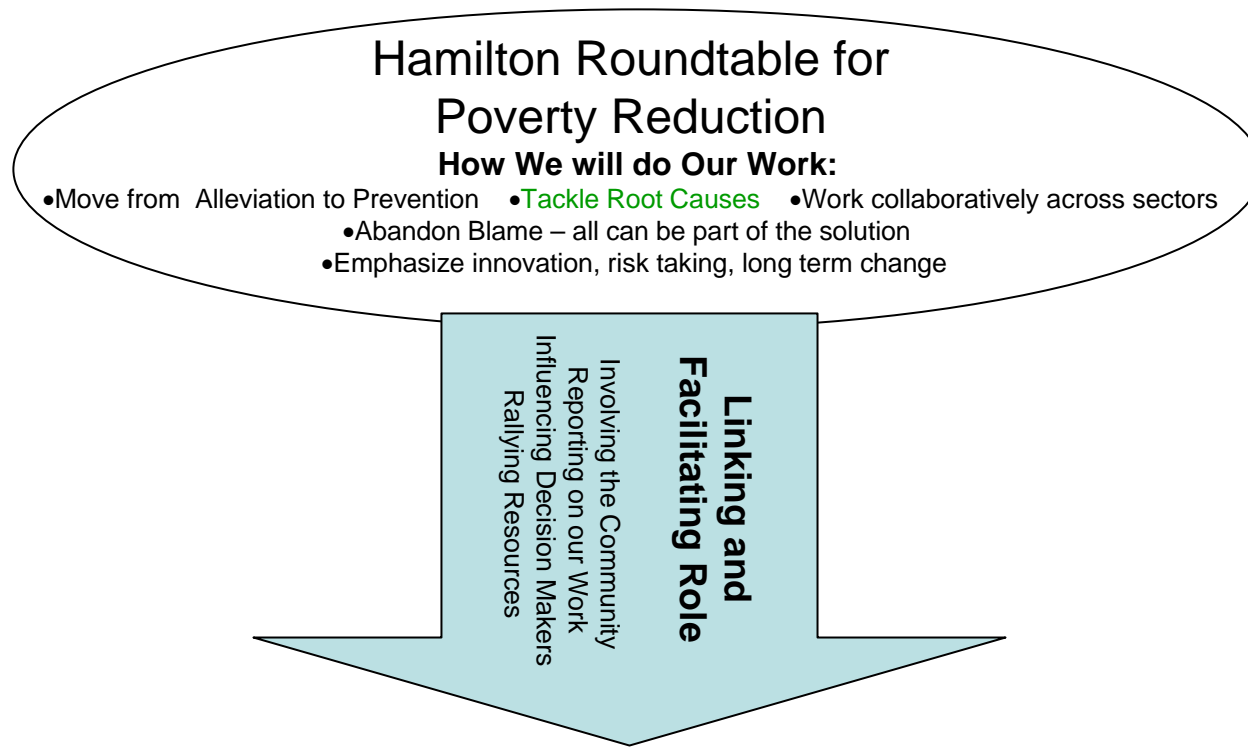 Hamilton Roundtable for
Poverty Reduction
How We will do Our Work:
•Move from Alleviation to Prevention •Tackle Root Causes •Work collaboratively across sectors
•Abandon Blame – all can be part of the solution
•Emphasize innovation, risk taking, long term change
Linking and
Facilitating Role
Involving the Community
Reporting on our Work
Influencing Decision Makers
Rallying Resources